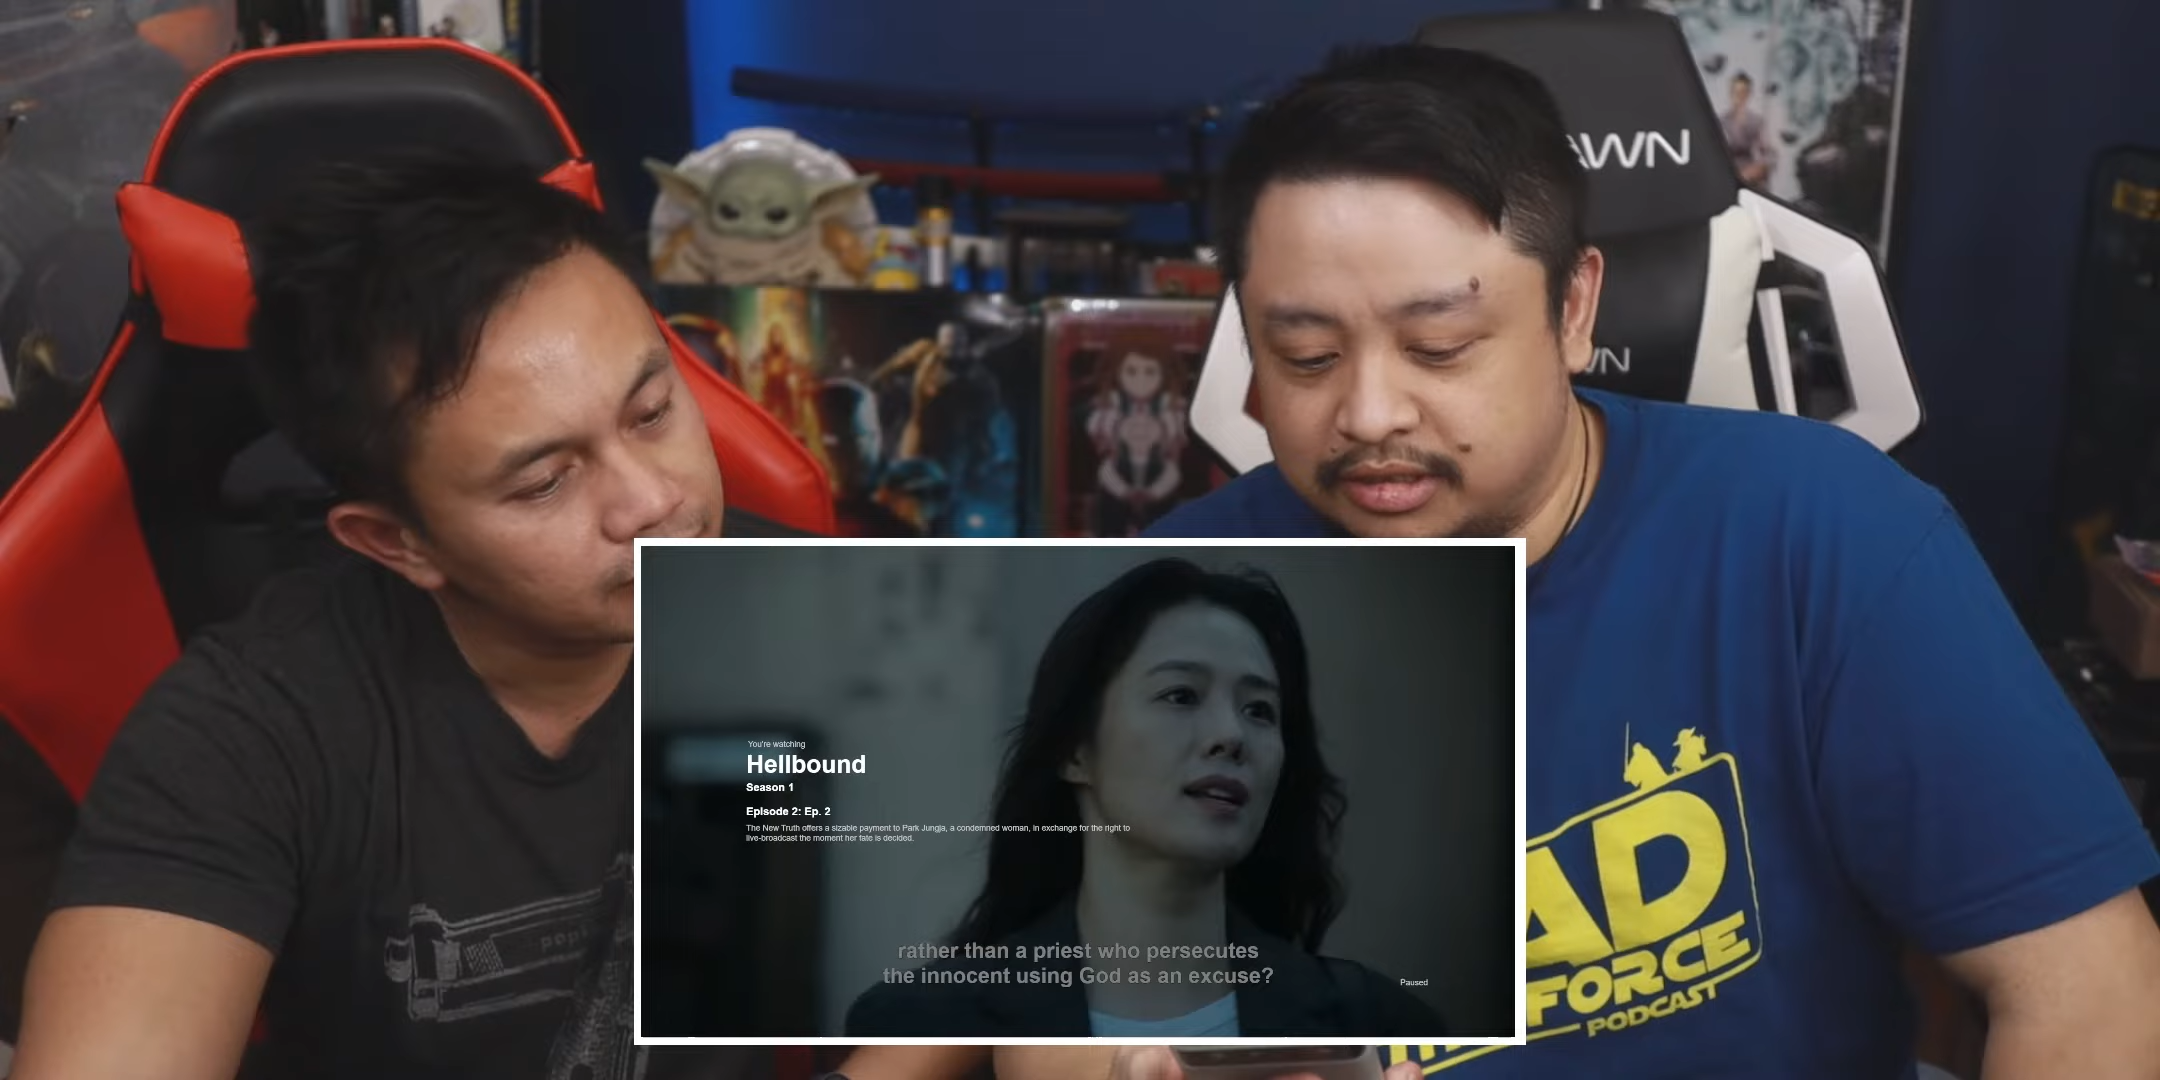 AWN
You're watching
Hellbound
Season 1
Episode 2: Ep. 2
The New Truth offers a sizable payment to Park Jungja, a condemned woman, in exchange for the right to
live-broadcast the moment her fate is decided.
rather than a priest who persecutes
the innocent using God as an excuse?
Paused
AD
FORCE
PODCAST